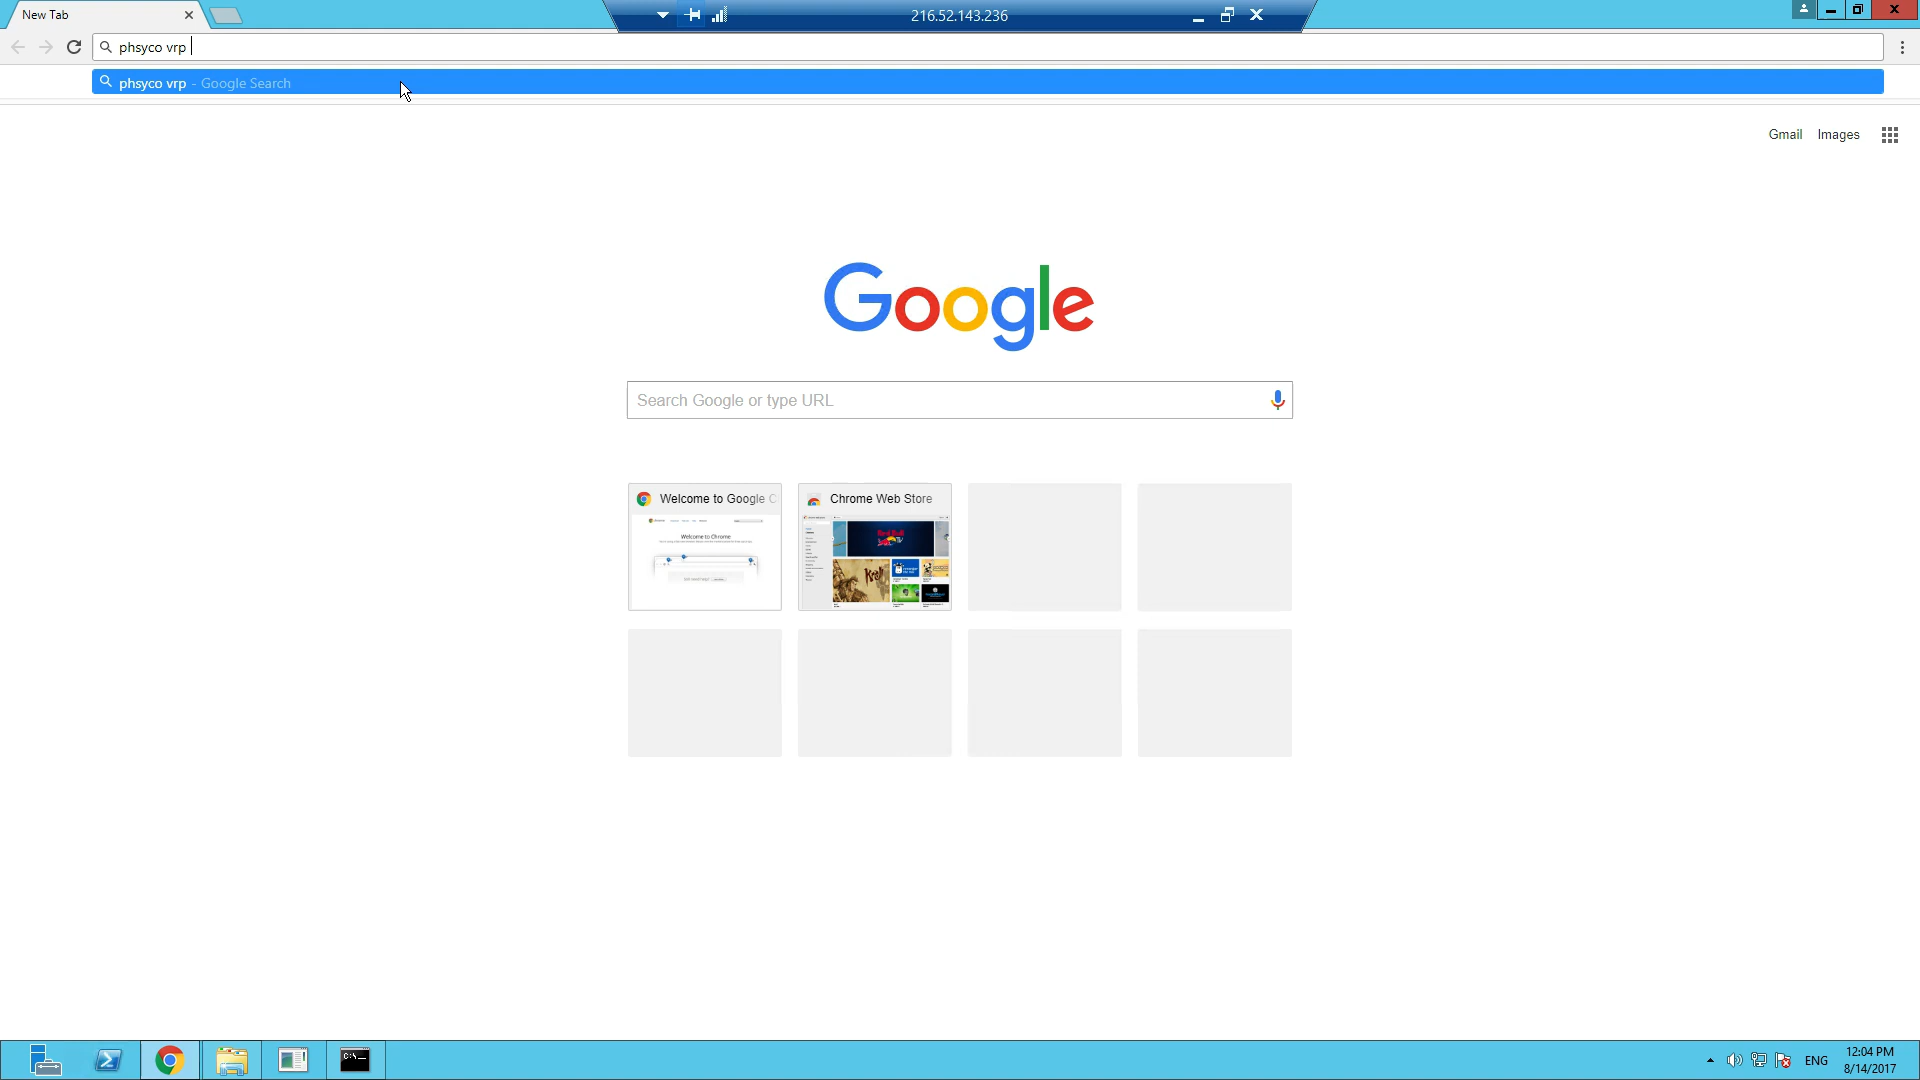 New Tab
216.52.143.236
phsyco vrp
phsyco vrp - Google Search
Gmail Images
Google
Search Google or type URL
Welcome to Google C
Chrome Web Store
Welcome to Chrome
C:\_
ENG
12:04 PM
8/14/2017